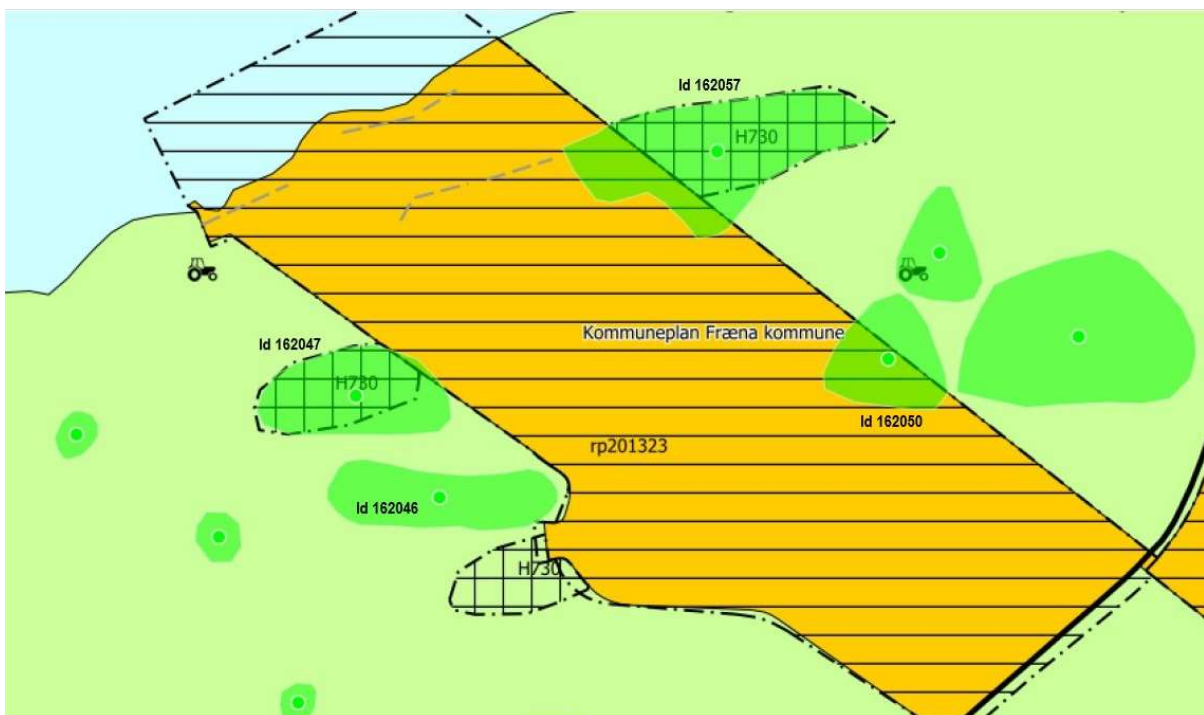 Id 162057
H730
Kommuneplan Fræna kommune
Id 162047
H730
Id 162050
rp201323
Id 162046
H730